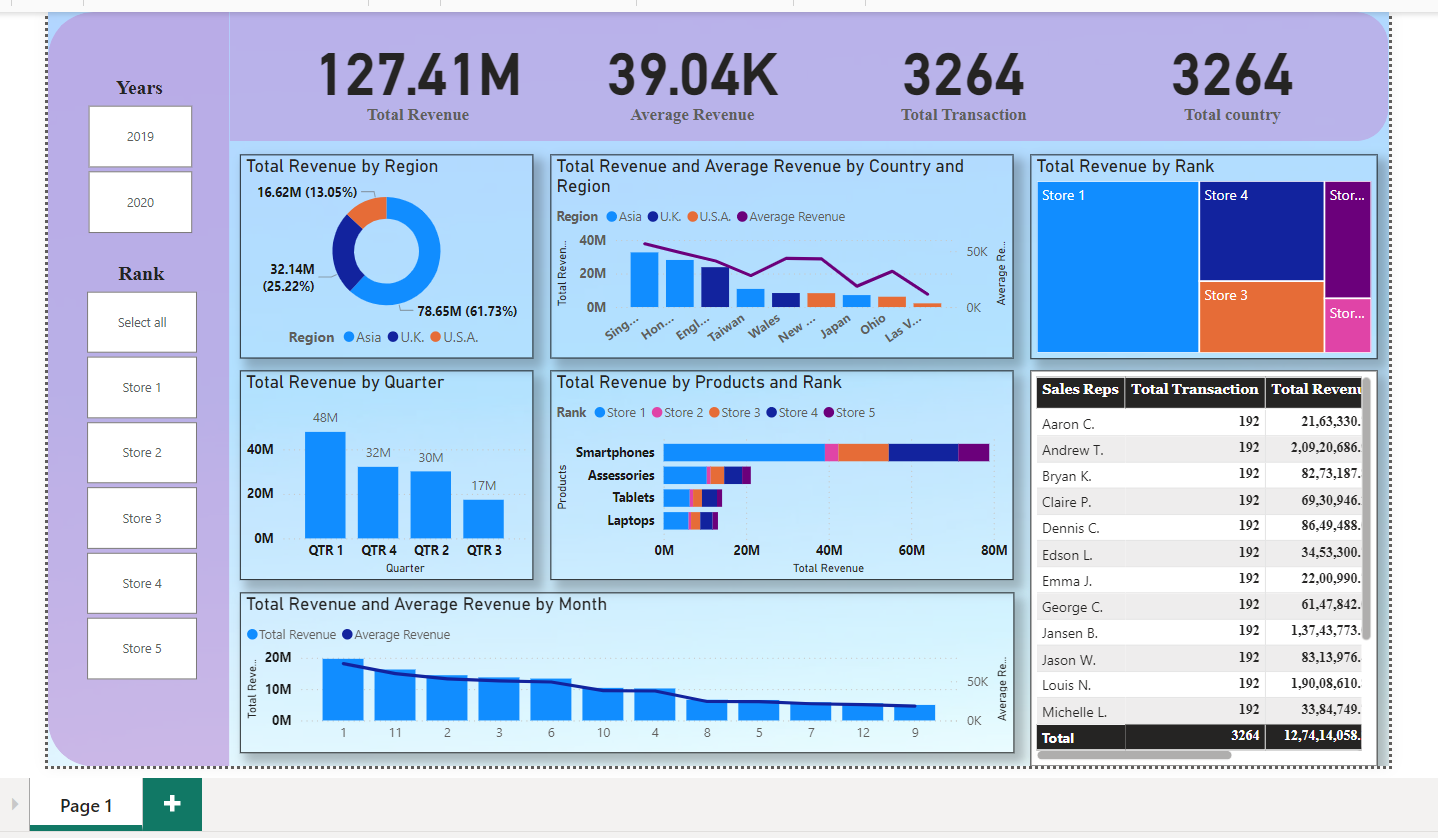 Years
2019
2020
Rank
Select all
Store 1
Store 2
Store 3
Store 4
Store 5
127.41M
Total Revenue
39.04K
Average Revenue
3264
Total Transaction
3264
Total country
Total Revenue by Region
16.62M (13.05%)
32.14M
(25.22%)
78.65M (61.73%)
Region Asia U.K. U.S.A.
Total Revenue and Average Revenue by Country and
Region
Region Asia U.K. U.S.A. Average Revenue
Total Reven...
40M
20M
0M
50K
0K
Average Re...
Sing...
Hon...
Engl...
Taiwan
Wales
New ...
Japan
Ohio
Las V...
Total Revenue by Rank
Store 1
Store 4
Store 3
Stor...
Stor...
Total Revenue by Quarter
40M
20M
0M
48M
32M
30M
17M
QTR 1 QTR 4 QTR 2 QTR 3
Quarter
Total Revenue by Products and Rank
Rank Store 1 Store 2 Store 3 Store 4 Store 5
Products
Smartphones
Assessories
Tablets
Laptops
0M 20M 40M 60M 80M
Total Revenue
Total Revenue and Average Revenue by Month
Total Revenue Average Revenue
Total Reve...
20M
10M
0M
50K
0K
Average Re...
1 11 2 3 6 10 4 8 5 7 12 9
Sales Reps Total Transaction Total Revenu
Aaron C. 192 21,63,330.
Andrew T. 192 2,09,20,686.
Bryan K. 192 82,73,187.
Claire P. 192 69,30,946.
Dennis C. 192 86,49,488.
Edson L. 192 34,53,300.
Emma J. 192 22,00,990.
George C. 192 61,47,842.
Jansen B. 192 1,37,43,773.
Jason W. 192 83,13,976.
Louis N. 192 1,90,08,610.
Michelle L. 192 33,84,749.
Total 3264 12,74,14,058.
Page 1
+